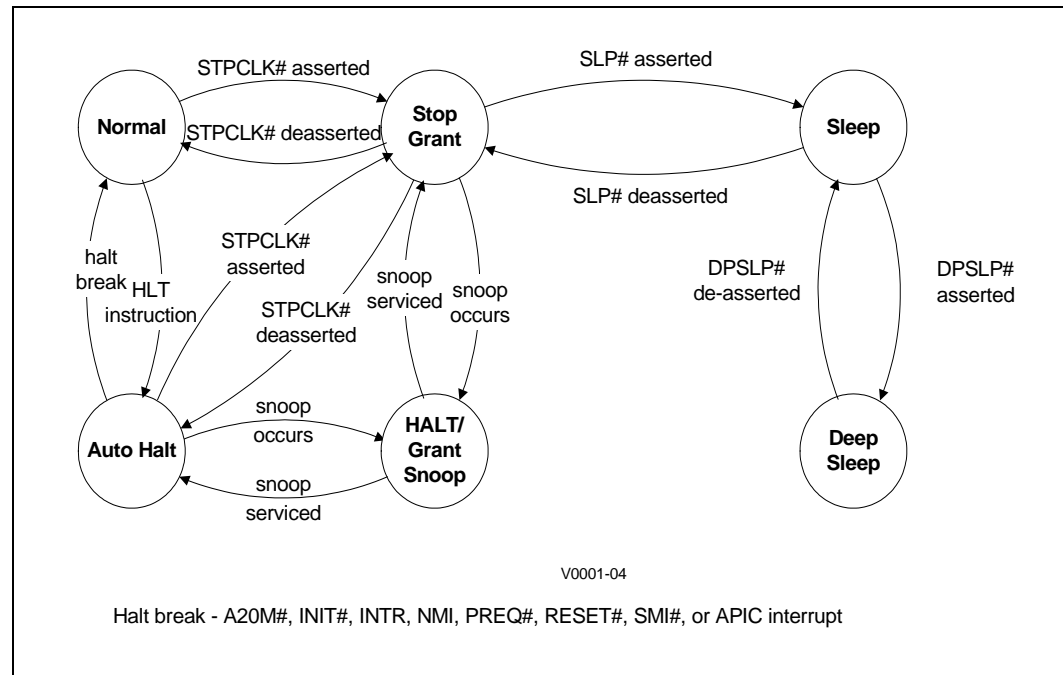 STPCLK# asserted
SLP# asserted
Normal
Stop
Grant
Sleep
STPCLK# deasserted
SLP# deasserted
halt
break
HLT
instruction
STPCLK#
asserted
STPCLK#
deasserted
snoop
serviced
snoop
occurs
DPSLP#
de-asserted
DPSLP#
asserted
Auto Halt
snoop
occurs
HALT/
Grant
Snoop
Deep
Sleep
snoop
serviced
V0001-04
Halt break - A20M#, INIT#, INTR, NMI, PREQ#, RESET#, SMI#, or APIC interrupt